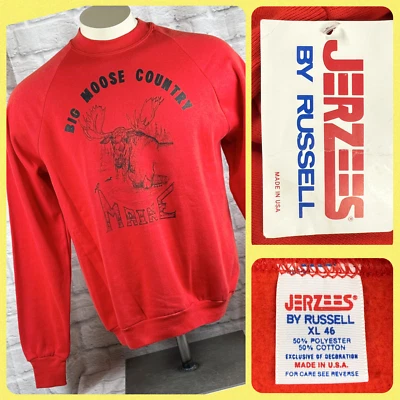 BIG MOOSE COUNTRY
MAINE
JERZEES®
BY RUSSELL
MADE IN USA
JERZEES®
BY RUSSELL
XL 46
50% POLYESTER
50% COTTON
EXCLUSIVE OF DECORATION
MADE IN U.S.A.
FOR CARE SEE REVERSE